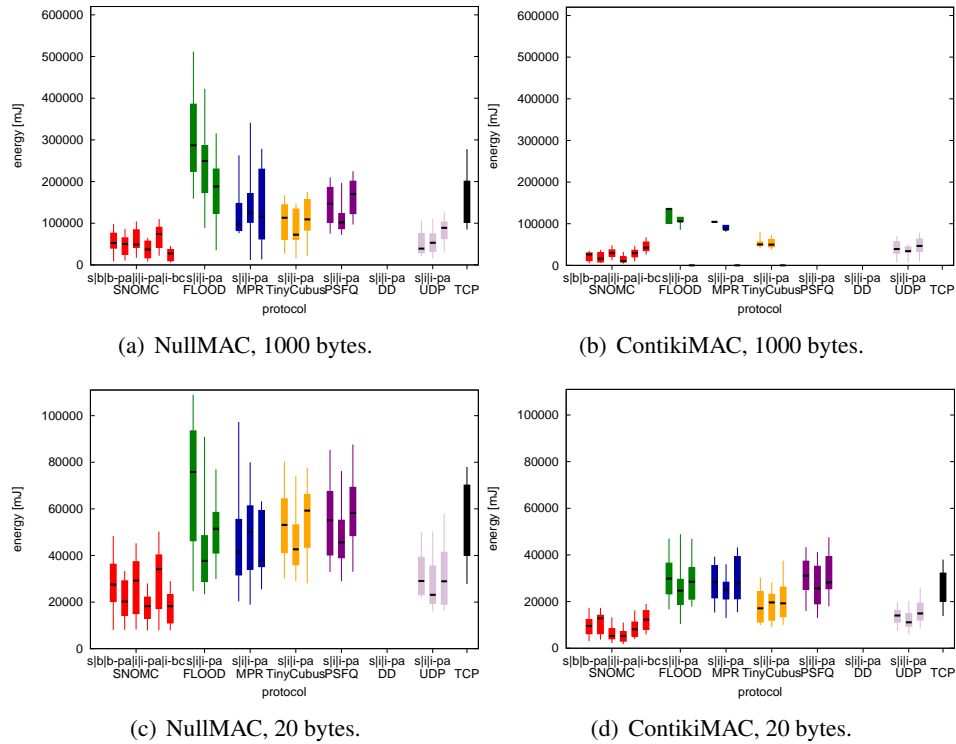 600000
500000
400000
300000
200000
100000
0
energy [mJ]
s|b|b-pa|i|i-pa|i-bc s|i|i-pa s|i|i-pa s|i|i-pa s|i|i-pa s|i|i-pa s|i|i-pa
SNOMC FLOOD MPR TinyCubus PSFQ DD UDP TCP
protocol
(a) NullMAC, 1000 bytes.
600000
500000
400000
300000
200000
100000
0
energy [mJ]
s|b|b-pa|i|i-pa|i-bc s|i|i-pa s|i|i-pa s|i|i-pa s|i|i-pa s|i|i-pa s|i|i-pa
SNOMC FLOOD MPR TinyCubus PSFQ DD UDP TCP
protocol
(b) ContikiMAC, 1000 bytes.
100000
80000
60000
40000
20000
0
energy [mJ]
s|b|b-pa|i|i-pa|i-bc s|i|i-pa s|i|i-pa s|i|i-pa s|i|i-pa s|i|i-pa s|i|i-pa
SNOMC FLOOD MPR TinyCubus PSFQ DD UDP TCP
protocol
(c) NullMAC, 20 bytes.
100000
80000
60000
40000
20000
0
energy [mJ]
s|b|b-pa|i|i-pa|i-bc s|i|i-pa s|i|i-pa s|i|i-pa s|i|i-pa s|i|i-pa s|i|i-pa
SNOMC FLOOD MPR TinyCubus PSFQ DD UDP TCP
protocol
(d) ContikiMAC, 20 bytes.